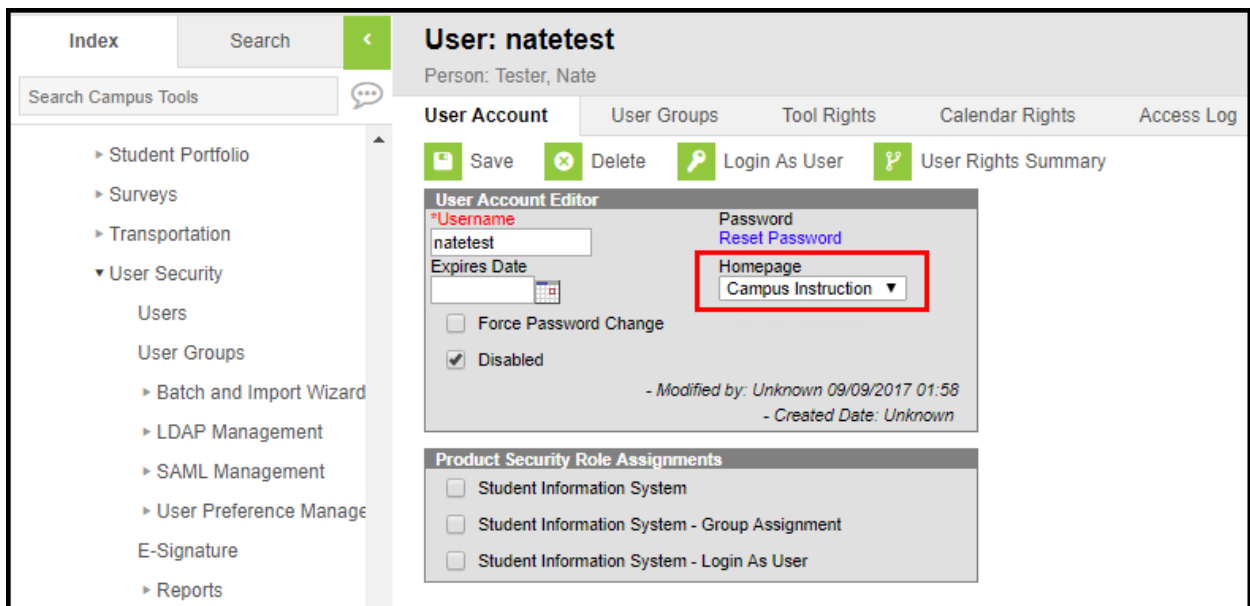 Index Search
Search Campus Tools
Student Portfolio
Surveys
Transportation
User Security
Users
User Groups
Batch and Import Wizard
LDAP Management
SAML Management
User Preference Manage
E-Signature
Reports
User: natetest
Person: Tester, Nate
User Account User Groups Tool Rights Calendar Rights Access Log
Save Delete Login As User User Rights Summary
User Account Editor
*Username Password
natetest Reset Password
Expires Date Homepage
Campus Instruction
Force Password Change
Disabled
- Modified by: Unknown 09/09/2017 01:58
- Created Date: Unknown
Product Security Role Assignments
Student Information System
Student Information System - Group Assignment
Student Information System - Login As User